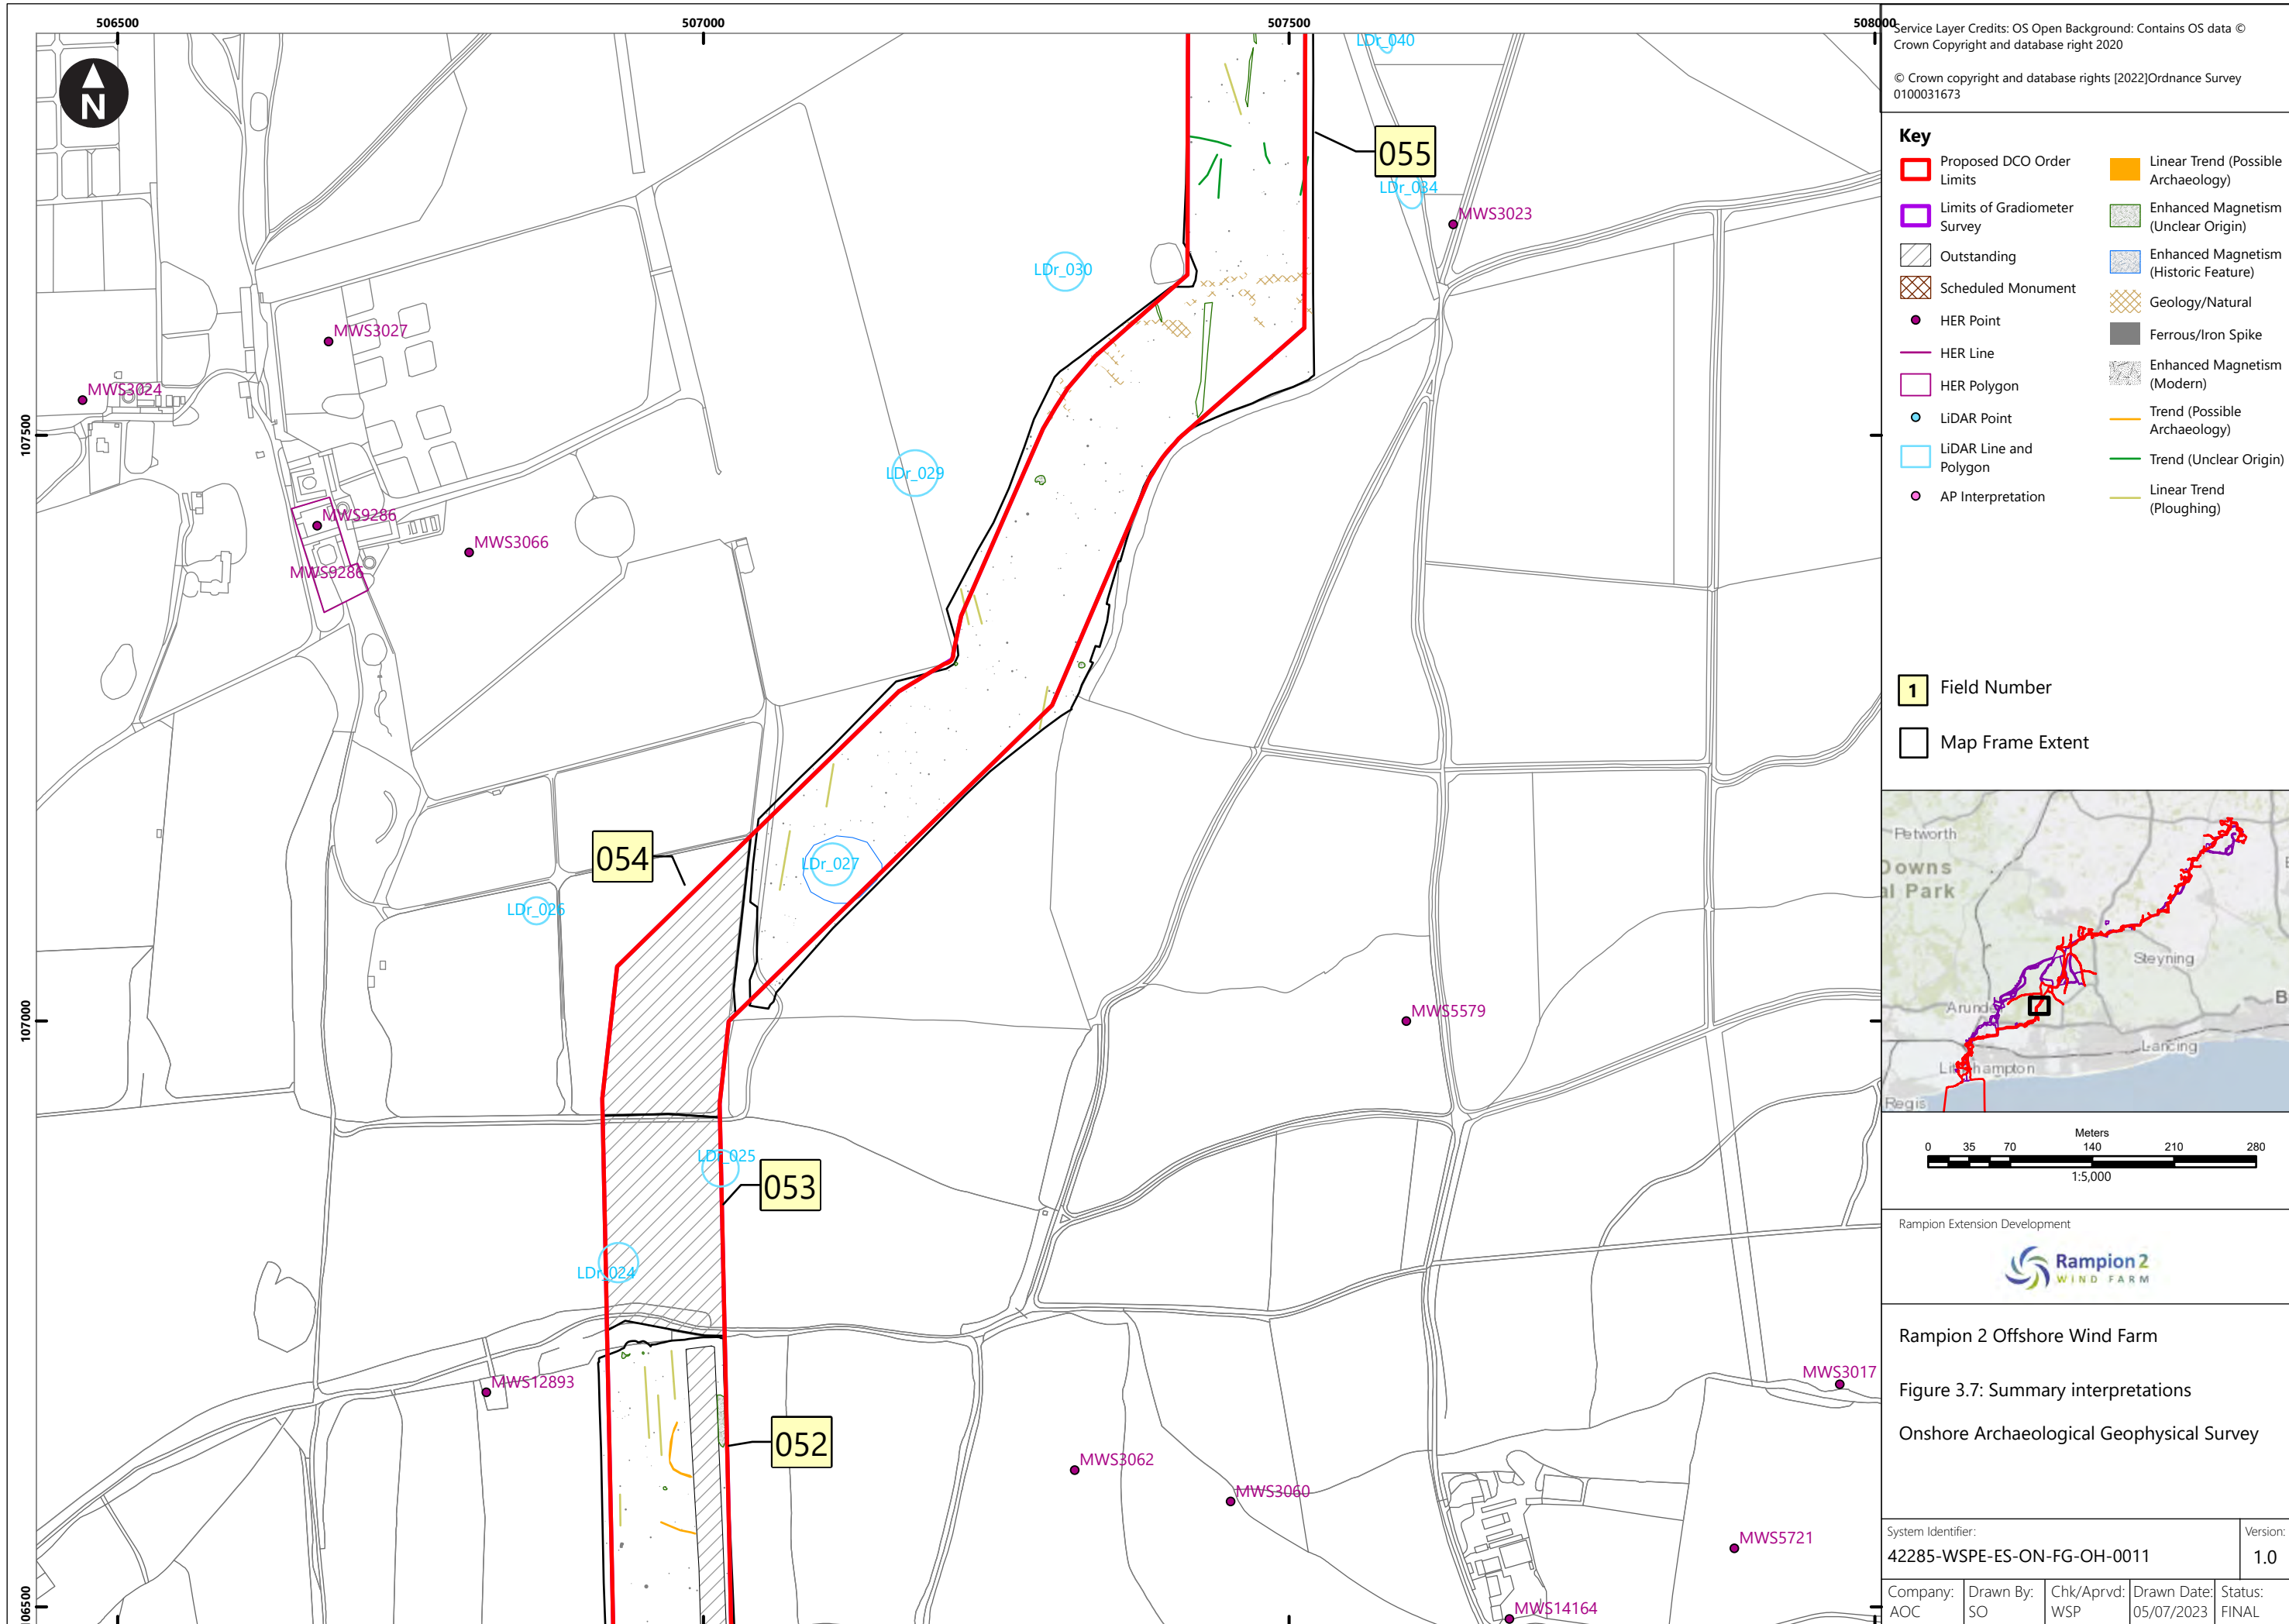 506500
507000
507500
508000
N
107500
107000
106500
LDr_040
055
LDr_034
MWS3023
LDr_030
MWS3027
MWS3024
LDr_029
MWS9286
MWS3066
MWS9286
054
LDr_027
LDr_026
MWS5579
LDr_025
053
LDr_024
MWS12893
MWS3017
052
MWS3062
MWS3060
MWS5721
MWS14164
Service Layer Credits: OS Open Background: Contains OS data ©
Crown Copyright and database right 2020
© Crown copyright and database rights [2022]Ordnance Survey
0100031673
Key
Proposed DCO Order
Limits
Limits of Gradiometer
Survey
Outstanding
Scheduled Monument
HER Point
HER Line
HER Polygon
LiDAR Point
LiDAR Line and
Polygon
AP Interpretation
Linear Trend (Possible
Archaeology)
Enhanced Magnetism
(Unclear Origin)
Enhanced Magnetism
(Historic Feature)
Geology/Natural
Ferrous/Iron Spike
Enhanced Magnetism
(Modern)
Trend (Possible
Archaeology)
Trend (Unclear Origin)
Linear Trend
(Ploughing)
1 Field Number
Map Frame Extent
Petworth
Downs
al Park
Steyning
Lancing
Regis
Meters
0 35 70 140 210 280
1:5,000
Rampion Extension Development
Rampion 2
WIND FARM
Rampion 2 Offshore Wind Farm
Figure 3.7: Summary interpretations
Onshore Archaeological Geophysical Survey
System Identifier: Version:
42285-WSPE-ES-ON-FG-OH-0011 1.0
Company: Drawn By: Chk/Aprvd: Drawn Date: Status:
AOC SO WSP 05/07/2023 FINAL